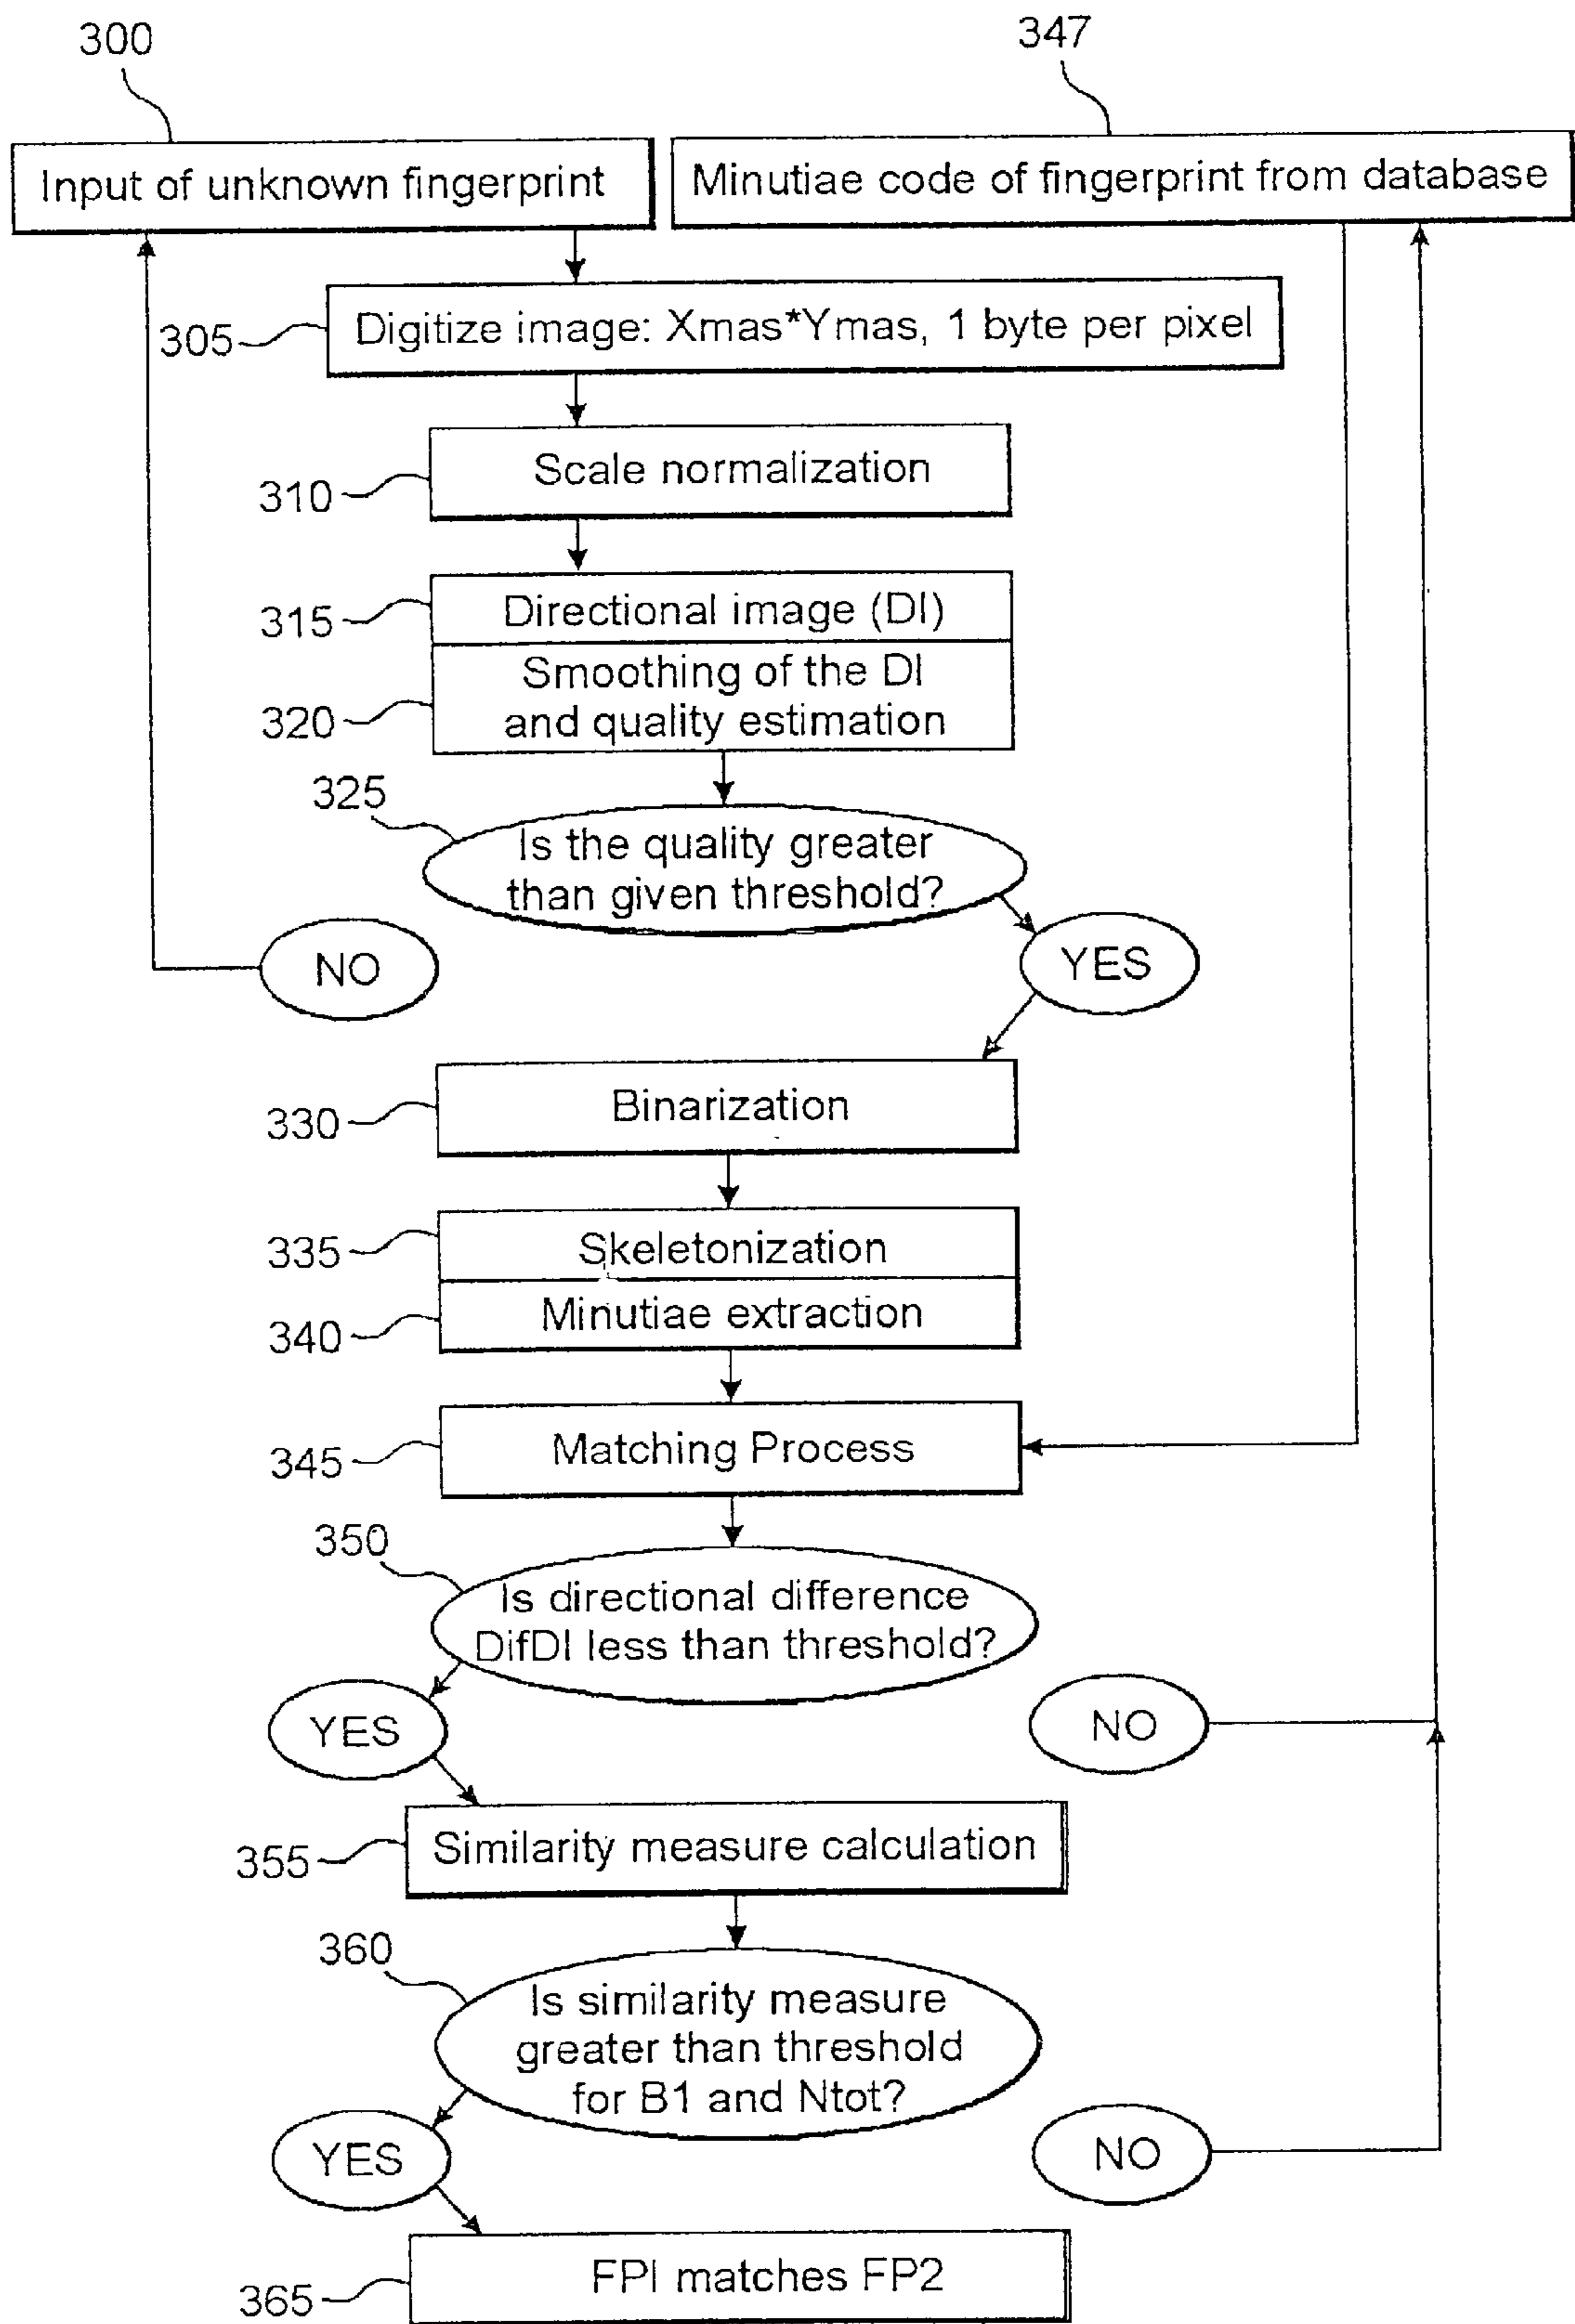 300
347
Input of unknown fingerprint
Minutiae code of fingerprint from database
305
Digitize image: Xmas*Ymas, 1 byte per pixel
310
Scale normalization
315
Directional image (DI)
320
Smoothing of the DI
and quality estimation
325
Is the quality greater
than given threshold?
NO
YES
330
Binarization
335
Skeletonization
340
Minutiae extraction
345
Matching Process
350
Is directional difference
DifDI less than threshold?
YES
NO
355
Similarity measure calculation
360
Is similarity measure
greater than threshold
for B1 and Ntot?
YES
NO
365
FPI matches FP2